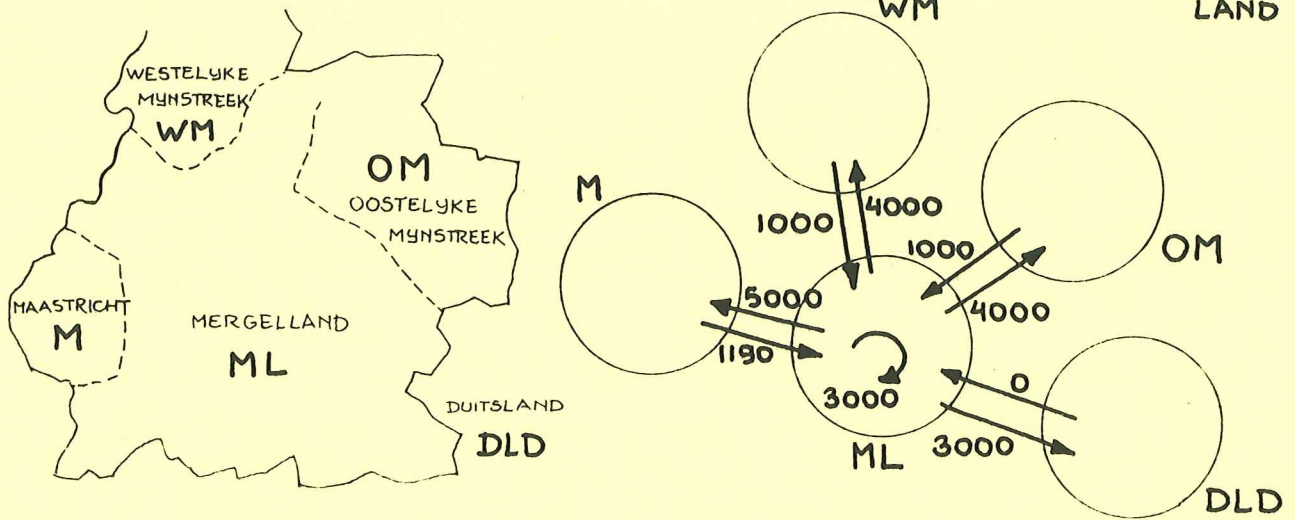 WM
LAND
WESTELYKE
MYNSTREEK
WM
OM
OOSTELYKE
MYNSTREEK
MAASTRICHT
M
MERGELLAND
ML
DUITSLAND
DLD
M
1000
4000
1000
OM
4000
5000
1190
3000
ML
0
3000
DLD